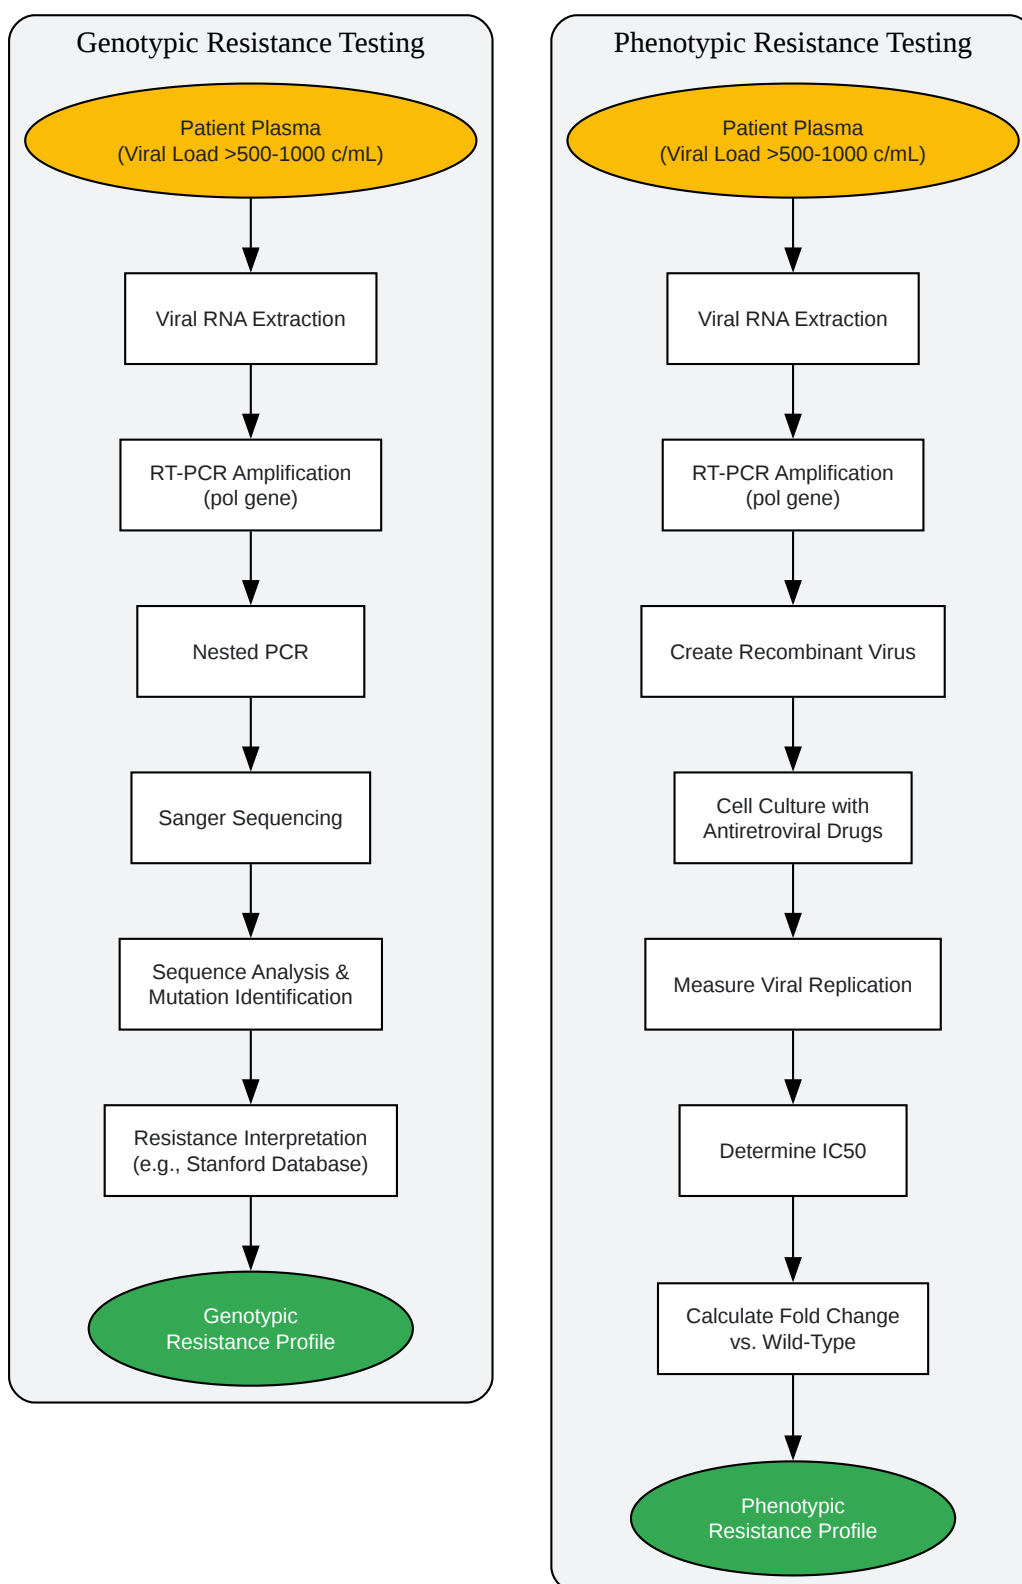 Genotypic Resistance Testing
Patient Plasma
(Viral Load >500-1000 c/mL)
Viral RNA Extraction
RT-PCR Amplification
(pol gene)
Nested PCR
Sanger Sequencing
Sequence Analysis &
Mutation Identification
Resistance Interpretation
(e.g., Stanford Database)
Genotypic
Resistance Profile
Phenotypic Resistance Testing
Patient Plasma
(Viral Load >500-1000 c/mL)
Viral RNA Extraction
RT-PCR Amplification
(pol gene)
Create Recombinant Virus
Cell Culture with
Antiretroviral Drugs
Measure Viral Replication
Determine IC50
Calculate Fold Change
vs. Wild-Type
Phenotypic
Resistance Profile